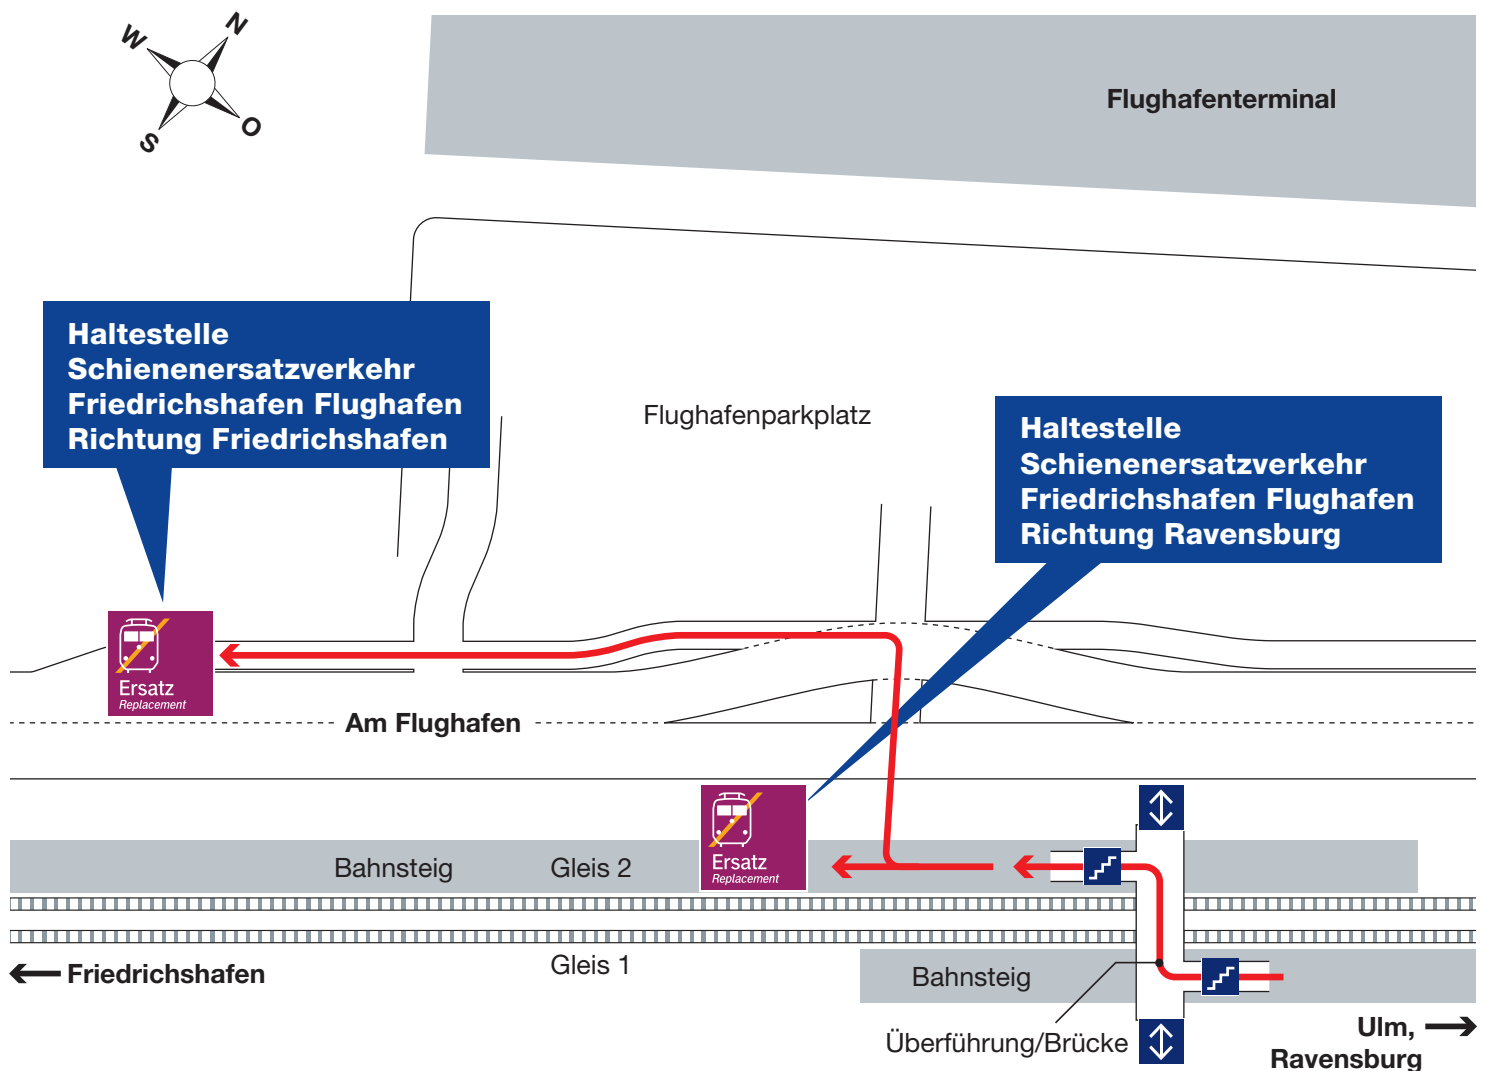 N
W
O
S
Flughafenterminal
Haltestelle
Schienenersatzverkehr
Friedrichshafen Flughafen
Richtung Friedrichshafen
Flughafenparkplatz
Haltestelle
Schienenersatzverkehr
Friedrichshafen Flughafen
Richtung Ravensburg
Ersatz
Replacement
Am Flughafen
Ersatz
Replacement
Bahnsteig
Gleis 2
Gleis 1
Friedrichshafen
Bahnsteig
Überführung/Brücke
Ulm,
Ravensburg